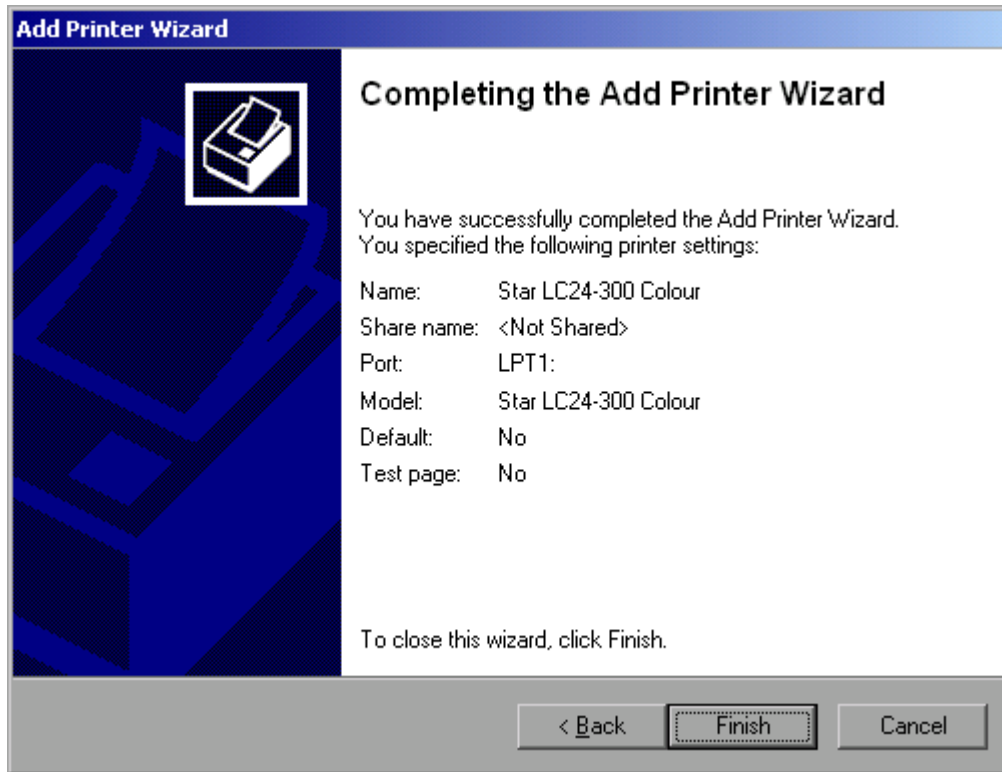 Add Printer Wizard
Completing the Add Printer Wizard
You have successfully completed the Add Printer Wizard.
You specified the following printer settings:
Name: Star LC24-300 Colour
Share name: <Not Shared>
Port: LPT1:
Model: Star LC24-300 Colour
Default: No
Test page: No
To close this wizard, click Finish.
< Back Finish Cancel